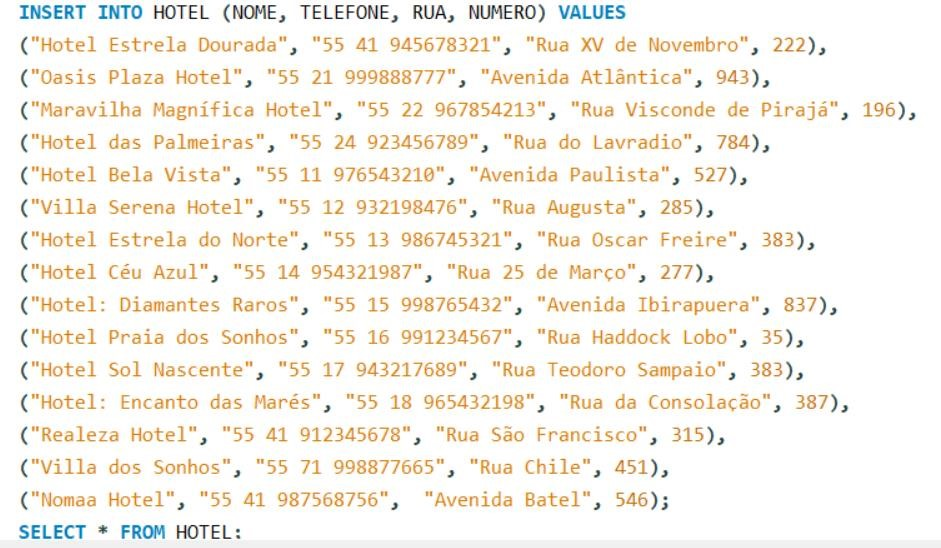 INSERT INTO HOTEL (NOME, TELEFONE, RUA, NUMERO) VALUES
("Hotel Estrela Dourada", "55 41 945678321", "Rua XV de Novembro", 222),
("Oasis Plaza Hotel", "55 21 999888777", "Avenida Atlântica", 943),
("Maravilha Magnífica Hotel", "55 22 967854213", "Rua Visconde de Pirajá", 196),
("Hotel das Palmeiras", "55 24 923456789", "Rua do Lavradio", 784),
("Hotel Bela Vista", "55 11 976543210", "Avenida Paulista", 527),
("Villa Serena Hotel", "55 12 932198476", "Rua Augusta", 285),
("Hotel Estrela do Norte", "55 13 986745321", "Rua Oscar Freire", 383),
("Hotel Céu Azul", "55 14 954321987", "Rua 25 de Março", 277),
("Hotel: Diamantes Raros", "55 15 998765432", "Avenida Ibirapuera", 837),
("Hotel Praia dos Sonhos", "55 16 991234567", "Rua Haddock Lobo", 35),
("Hotel Sol Nascente", "55 17 943217689", "Rua Teodoro Sampaio", 383),
("Hotel: Encanto das Marés", "55 18 965432198", "Rua da Consolação", 387),
("Realeza Hotel", "55 41 912345678", "Rua São Francisco", 315),
("Villa dos Sonhos", "55 71 998877665", "Rua Chile", 451),
("Nomaa Hotel", "55 41 987568756",  "Avenida Batel", 546);
SELECT * FROM HOTEL;